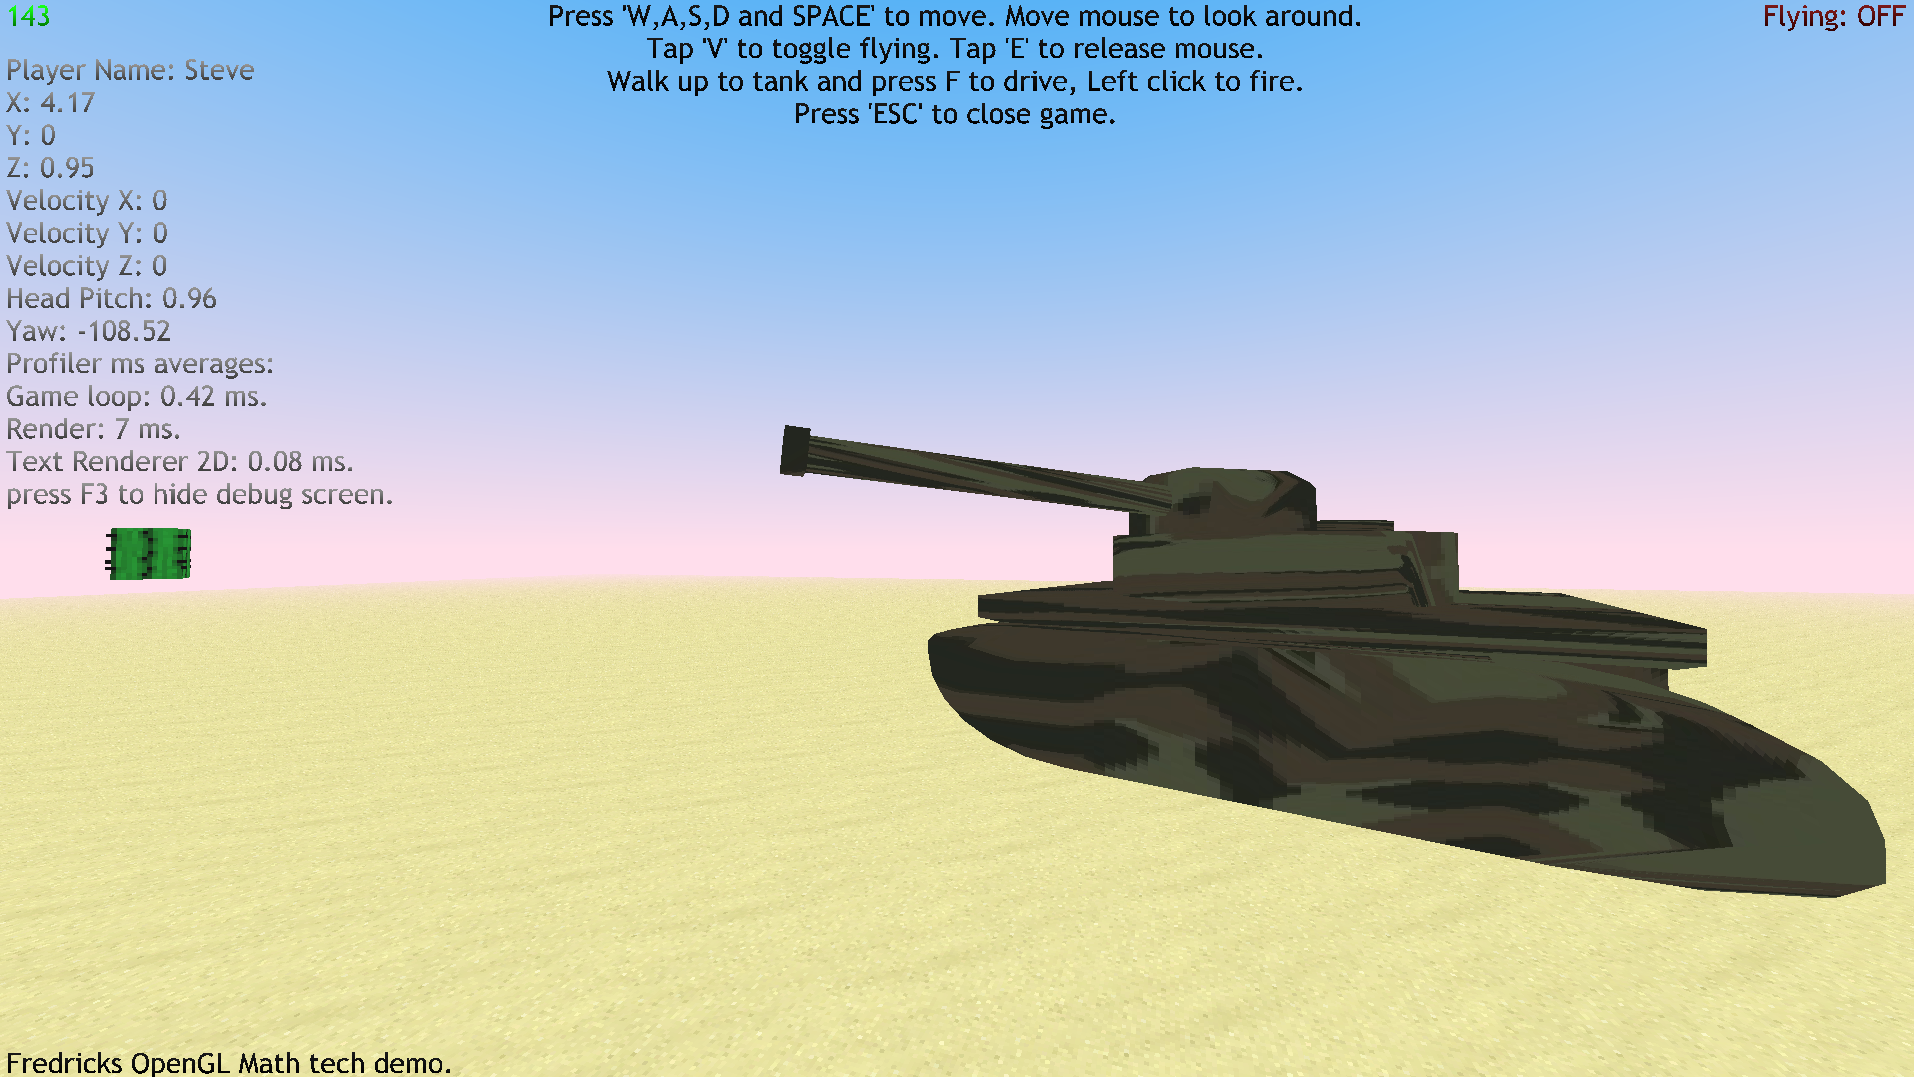 143
Press 'W,A,S,D and SPACE' to move. Move mouse to look around.
Tap 'V' to toggle flying. Tap 'E' to release mouse.
Walk up to tank and press F to drive, Left click to fire.
Press 'ESC' to close game.
Flying: OFF
Player Name: Steve
X: 4.17
Y: 0
Z: 0.95
Velocity X: 0
Velocity Y: 0
Velocity Z: 0
Head Pitch: 0.96
Yaw: -108.52
Profiler ms averages:
Game loop: 0.42 ms.
Render: 7 ms.
Text Renderer 2D: 0.08 ms.
press F3 to hide debug screen.
Fredricks OpenGL Math tech demo.